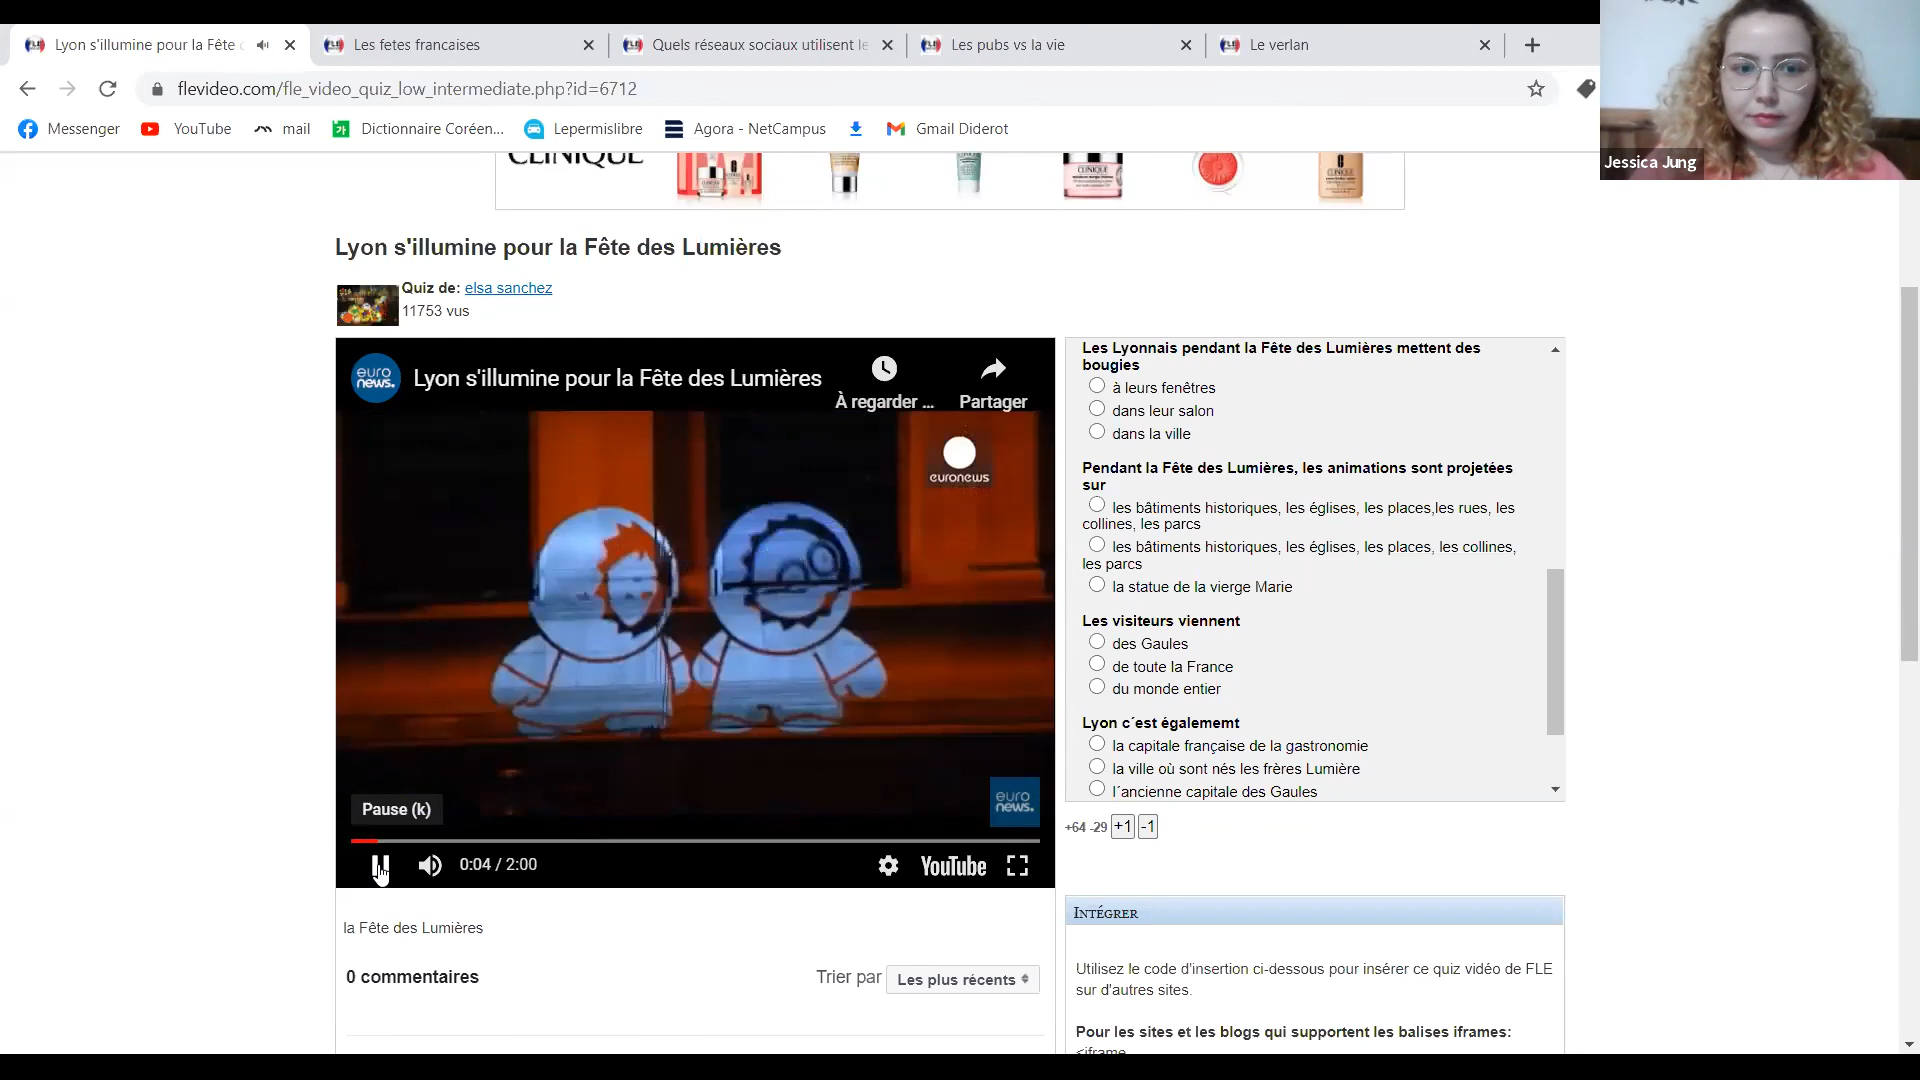 Lyon s'illumine pour la Fête
Les fetes francaises
Quels réseaux sociaux utilisent le
Les pubs vs la vie
Le verlan
flevideo.com/fle_video_quiz_low_intermediate.php?id=6712
Messenger
YouTube
mail
Dictionnaire Coréen...
Lepermislibre
Agora - NetCampus
Gmail Diderot
Jessica Jung
CLINIQUE
Lyon s'illumine pour la Fête des Lumières
Quiz de: elsa sanchez
11753 vus
euro
news.
Lyon s'illumine pour la Fête des Lumières
À regarder ...
Partager
euronews
euro
news.
Pause (k)
0:04 / 2:00
YouTube
Les Lyonnais pendant la Fête des Lumières mettent des
bougies
à leurs fenêtres
dans leur salon
dans la ville
Pendant la Fête des Lumières, les animations sont projetées
sur
les bâtiments historiques, les églises, les places,les rues, les
collines, les parcs
les bâtiments historiques, les églises, les places, les collines,
les parcs
la statue de la vierge Marie
Les visiteurs viennent
des Gaules
de toute la France
du monde entier
Lyon c´est égalememt
la capitale française de la gastronomie
la ville où sont nés les frères Lumière
l´ancienne capitale des Gaules
+64 -29 +1 -1
la Fête des Lumières
0 commentaires
Trier par Les plus récents
Intégrer
Utilisez le code d'insertion ci-dessous pour insérer ce quiz vidéo de FLE
sur d'autres sites.
Pour les sites et les blogs qui supportent les balises iframes:
<iframe